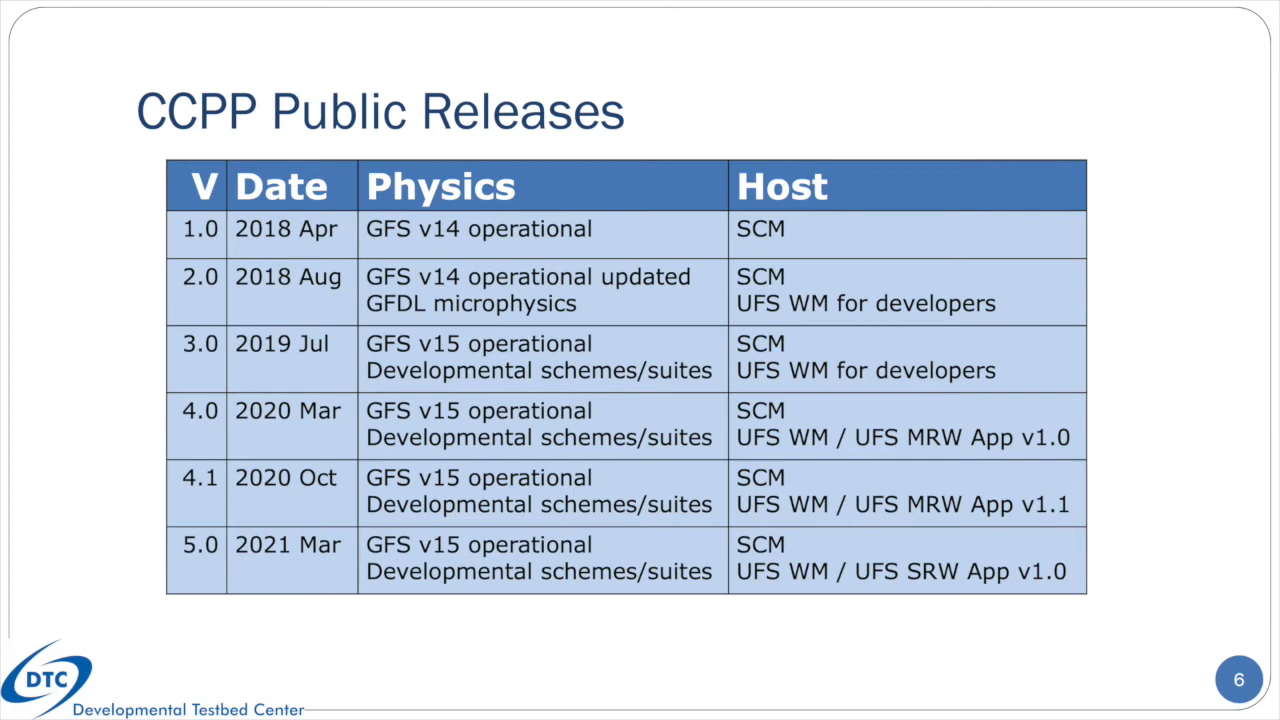 CCPP Public Releases
V Date Physics Host
1.0 2018 Apr GFS v14 operational SCM
2.0 2018 Aug GFS v14 operational updated SCM
GFDL microphysics UFS WM for developers
3.0 2019 Jul GFS v15 operational SCM
Developmental schemes/suites UFS WM for developers
4.0 2020 Mar GFS v15 operational SCM
Developmental schemes/suites UFS WM / UFS MRW App v1.0
4.1 2020 Oct GFS v15 operational SCM
Developmental schemes/suites UFS WM / UFS MRW App v1.1
5.0 2021 Mar GFS v15 operational SCM
Developmental schemes/suites UFS WM / UFS SRW App v1.0
DTC
Developmental Testbed Center
6